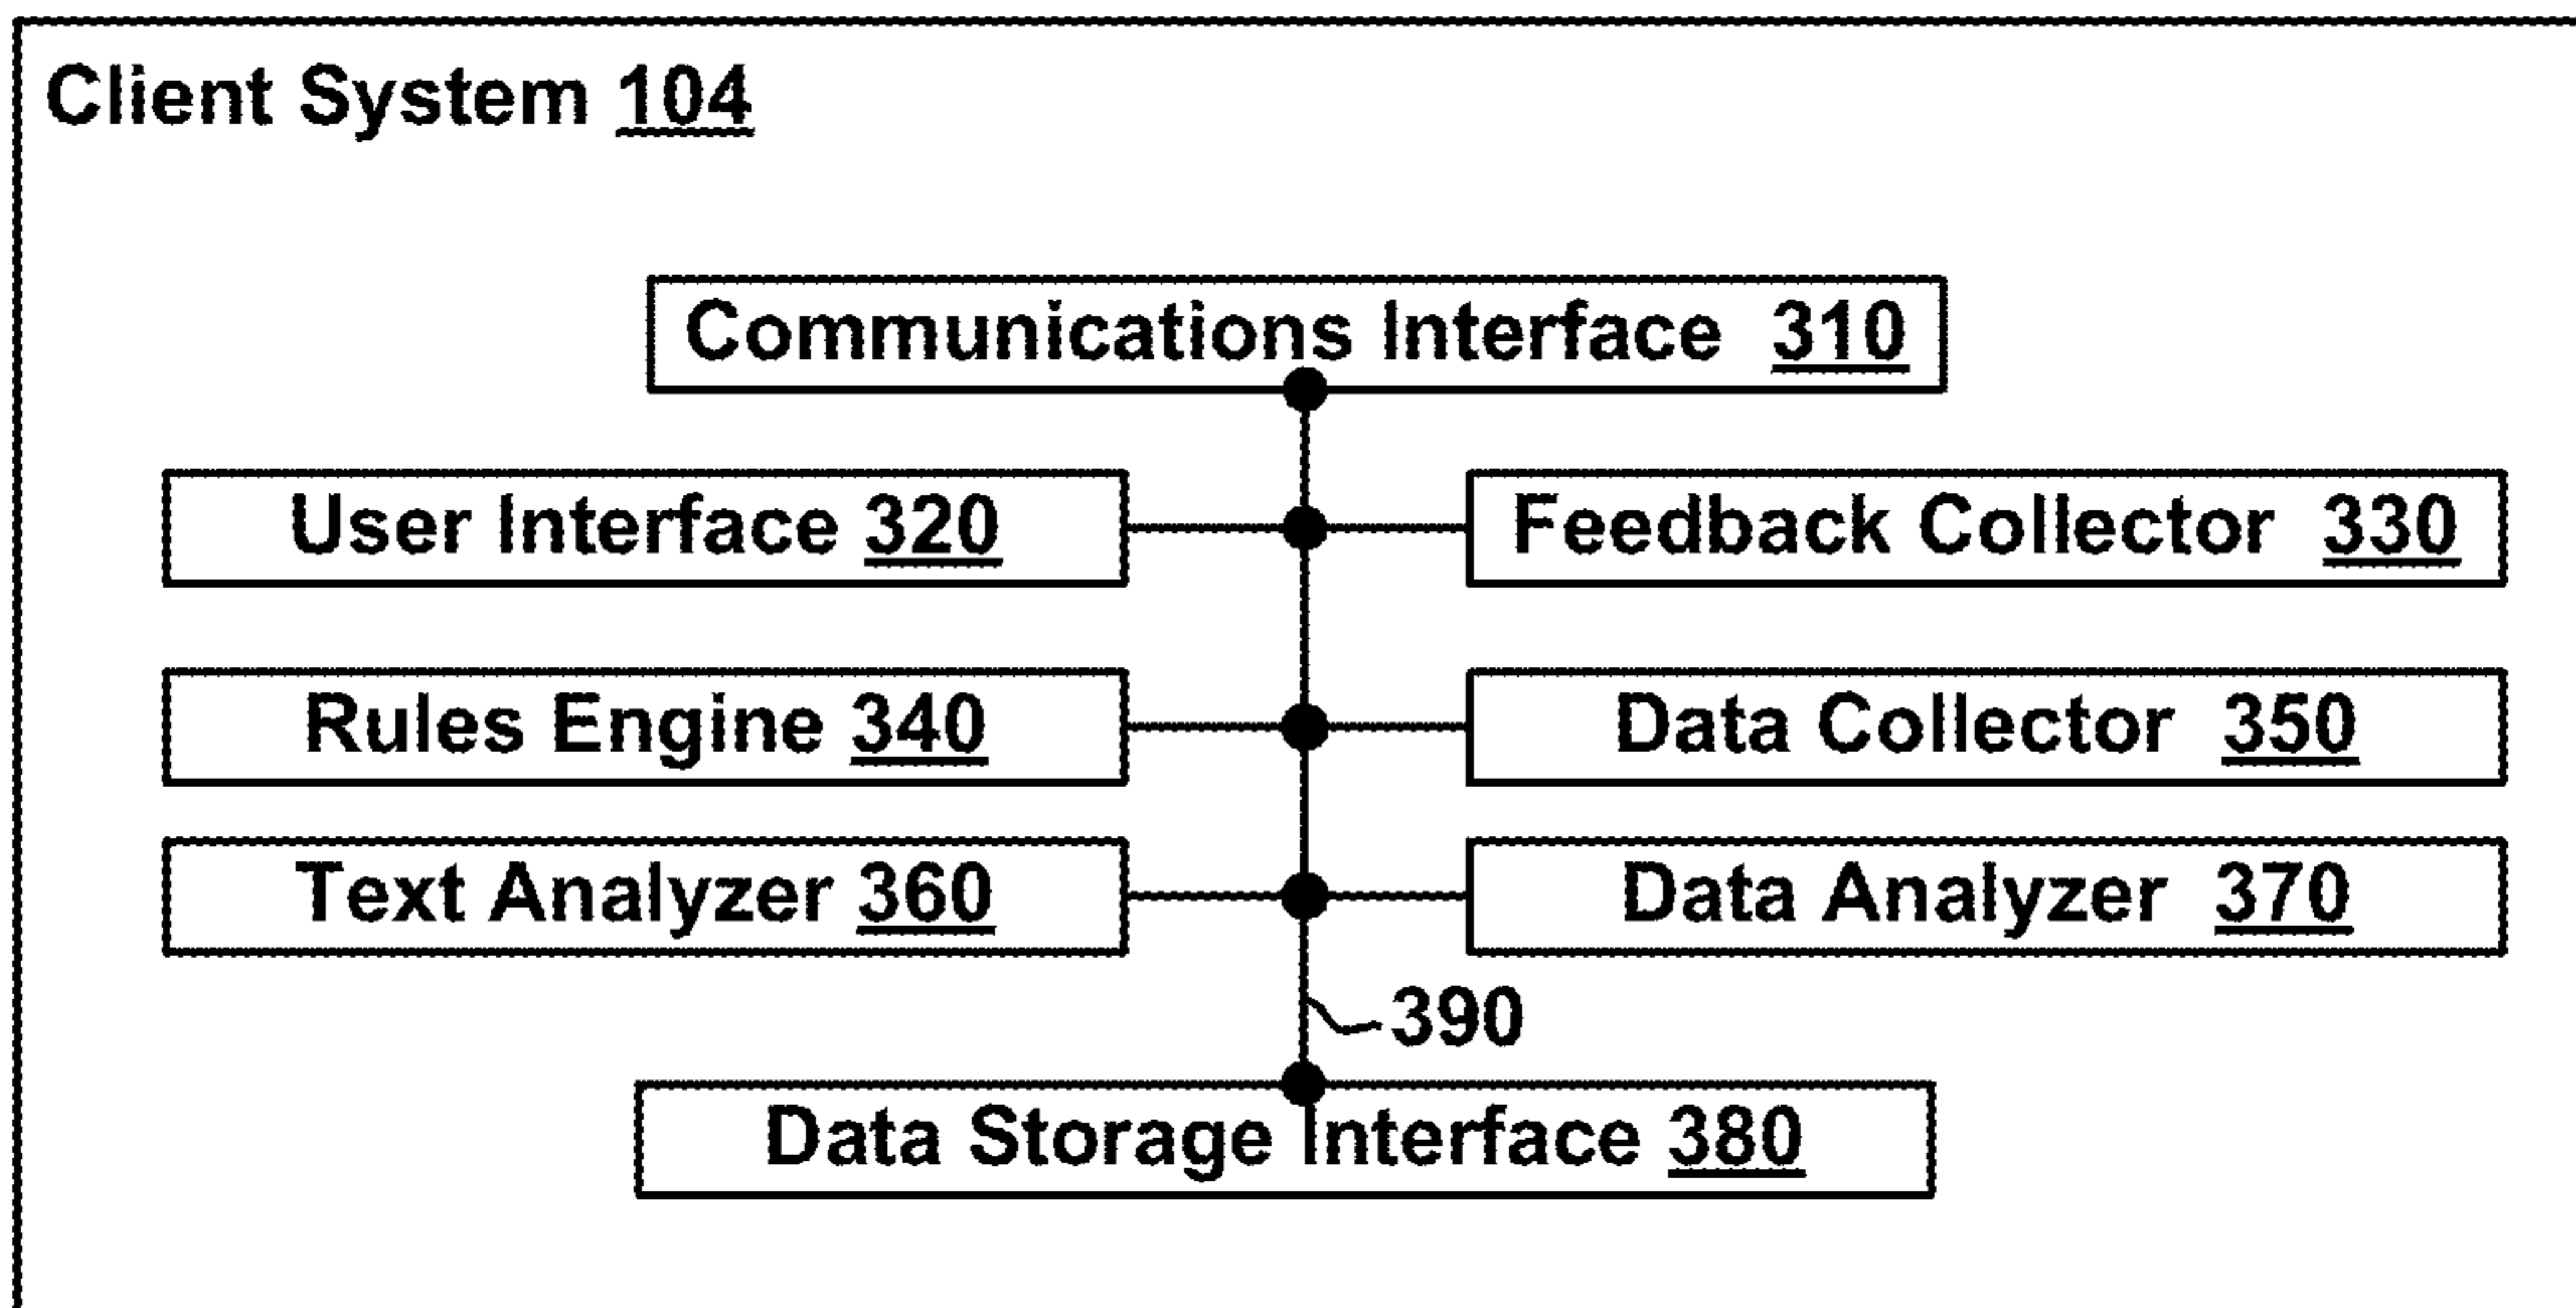 Client System 104
Communications Interface 310
User Interface 320
Feedback Collector 330
Rules Engine 340
Data Collector 350
Text Analyzer 360
Data Analyzer 370
390
Data Storage Interface 380